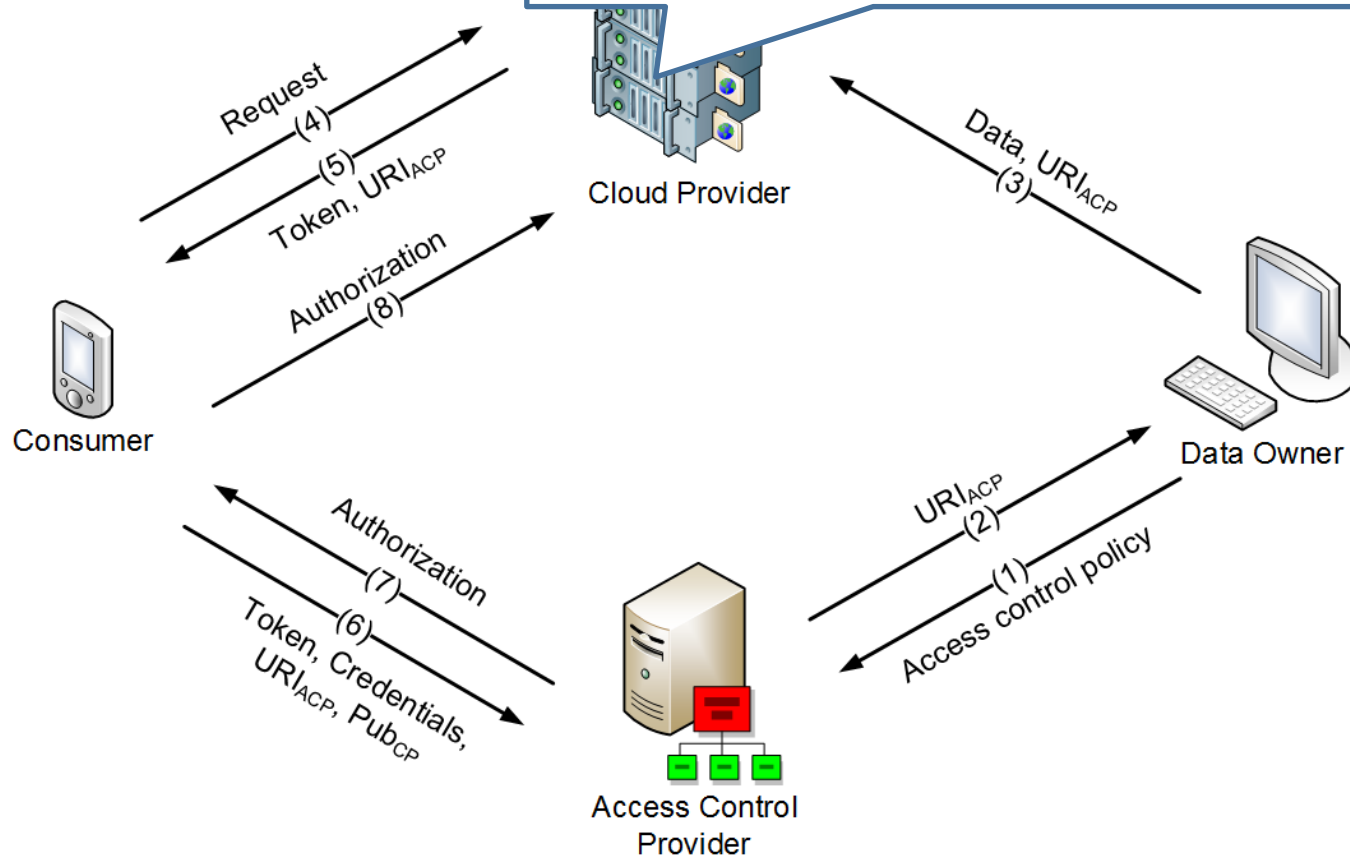 Request
(4)
(5)
Token, URIACP
Cloud Provider
Data, URIACP
(3)
Authorization
(8)
Consumer
Data Owner
URIACP
(2)
(1)
Access control policy
Authorization
(7)
(6)
Token, Credentials,
URIACP, PubCP
Access Control
Provider